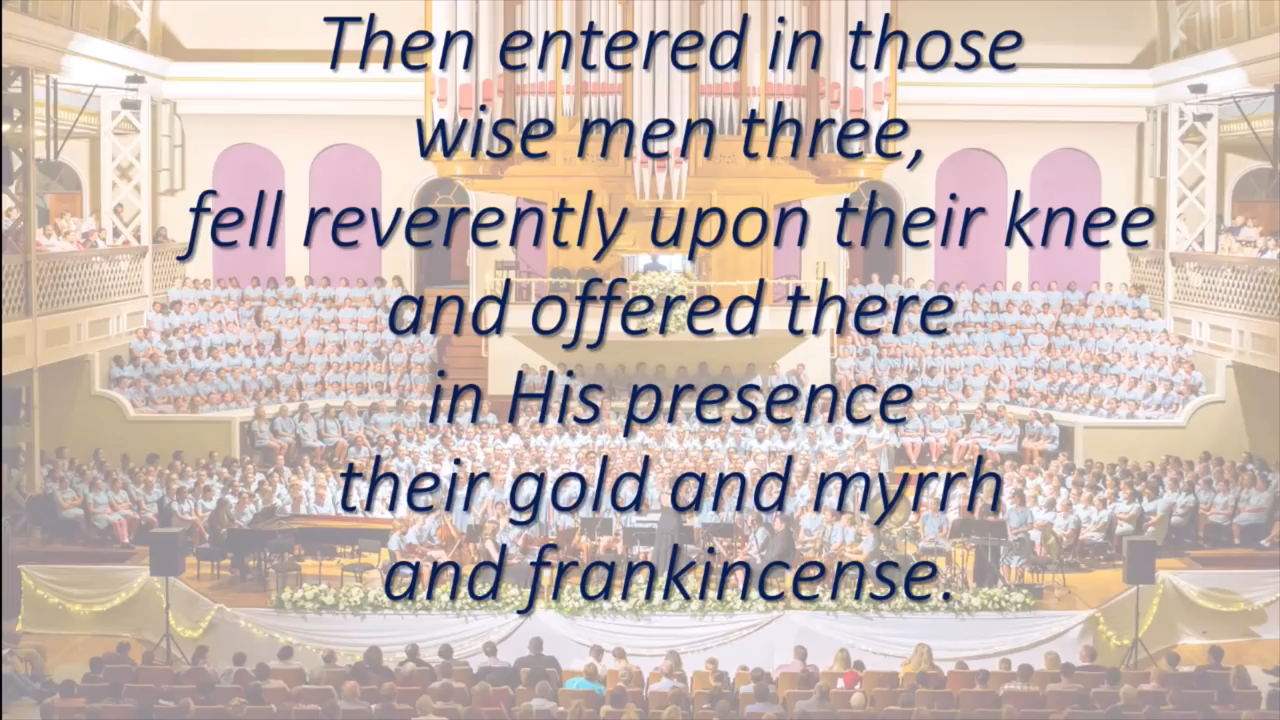 Then entered in those
wise men three,
fell reverently upon their knee
and offered there
in His presence
their gold and myrrh
and frankincense.